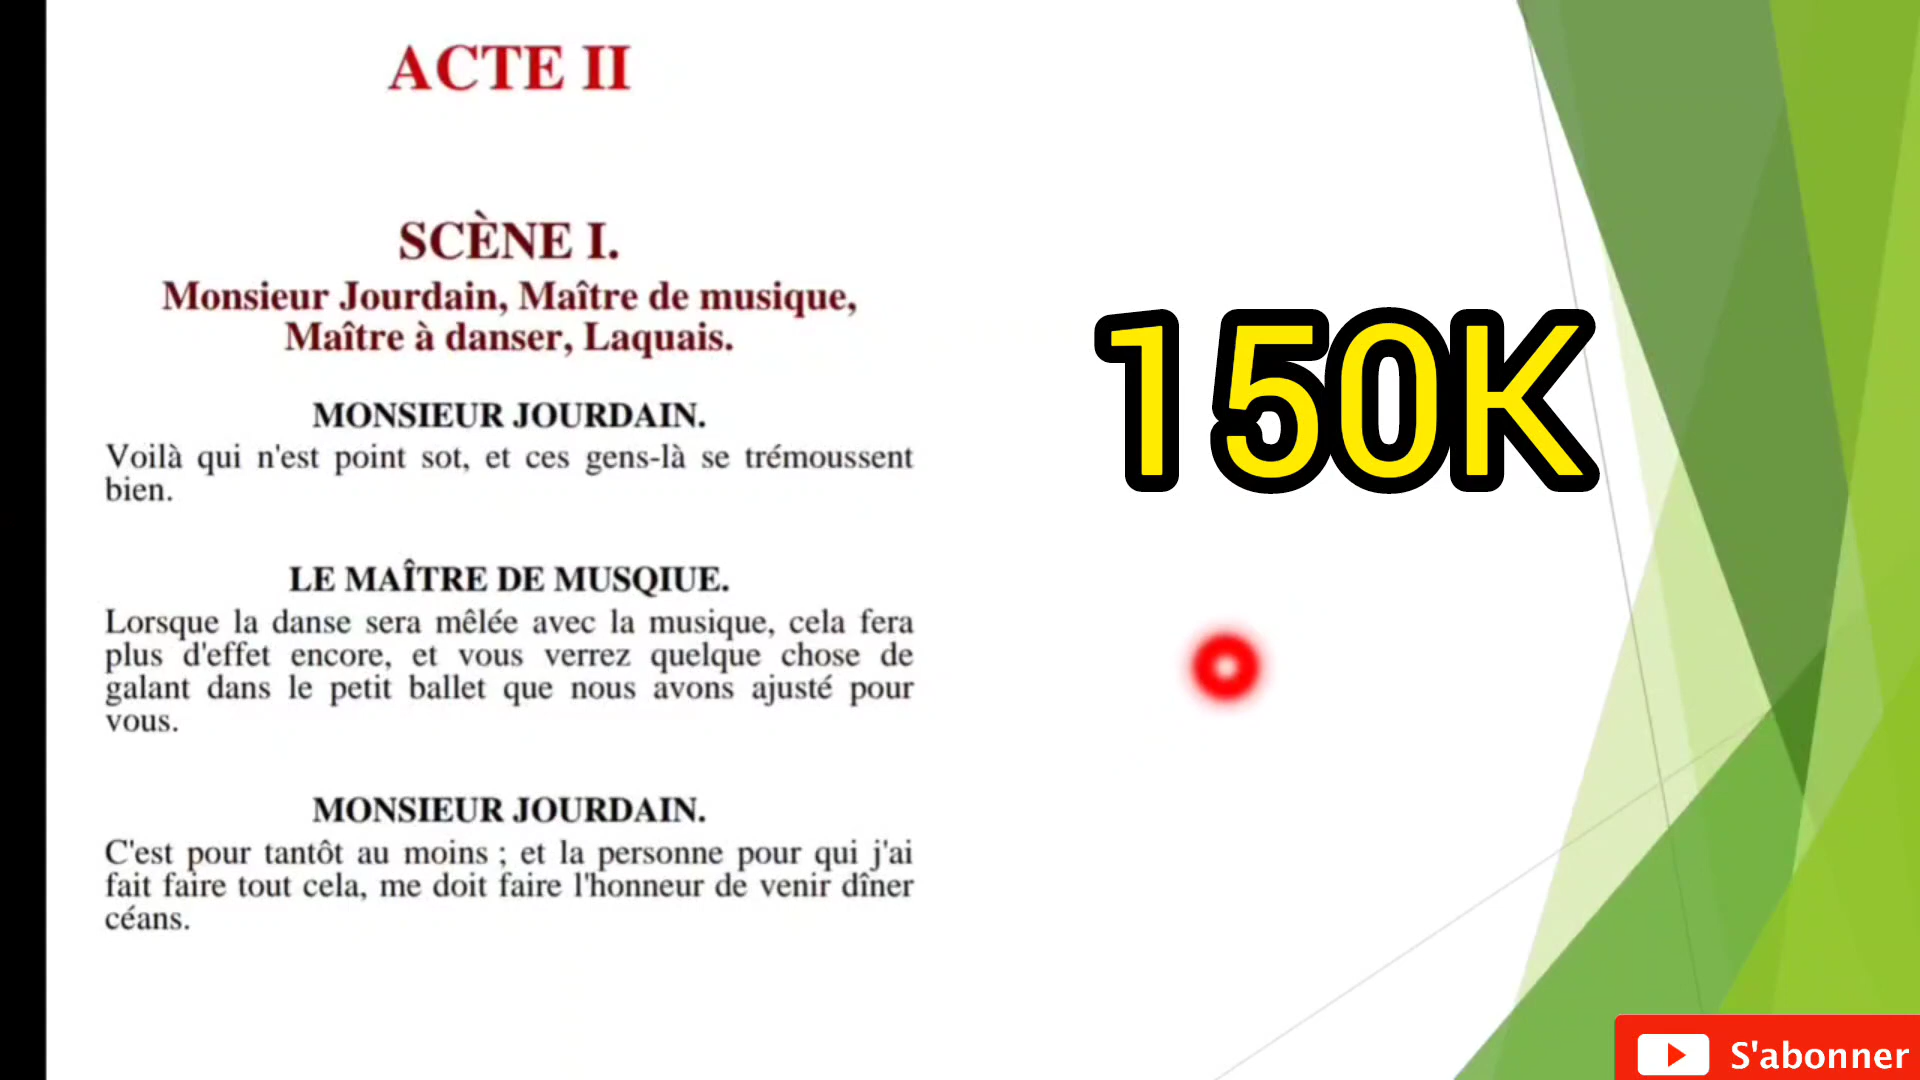 ACTE II
SCÈNE I.
Monsieur Jourdain, Maître de musique,
Maître à danser, Laquais.
MONSIEUR JOURDAIN.
Voilà qui n'est point sot, et ces gens-là se trémoussent
bien.
LE MAÎTRE DE MUSQIUE.
Lorsque la danse sera mêlée avec la musique, cela fera
plus d'effet encore, et vous verrez quelque chose de
galant dans le petit ballet que nous avons ajusté pour
vous.
MONSIEUR JOURDAIN.
C'est pour tantôt au moins ; et la personne pour qui j'ai
fait faire tout cela, me doit faire l'honneur de venir dîner
céans.
150K
S'abonner